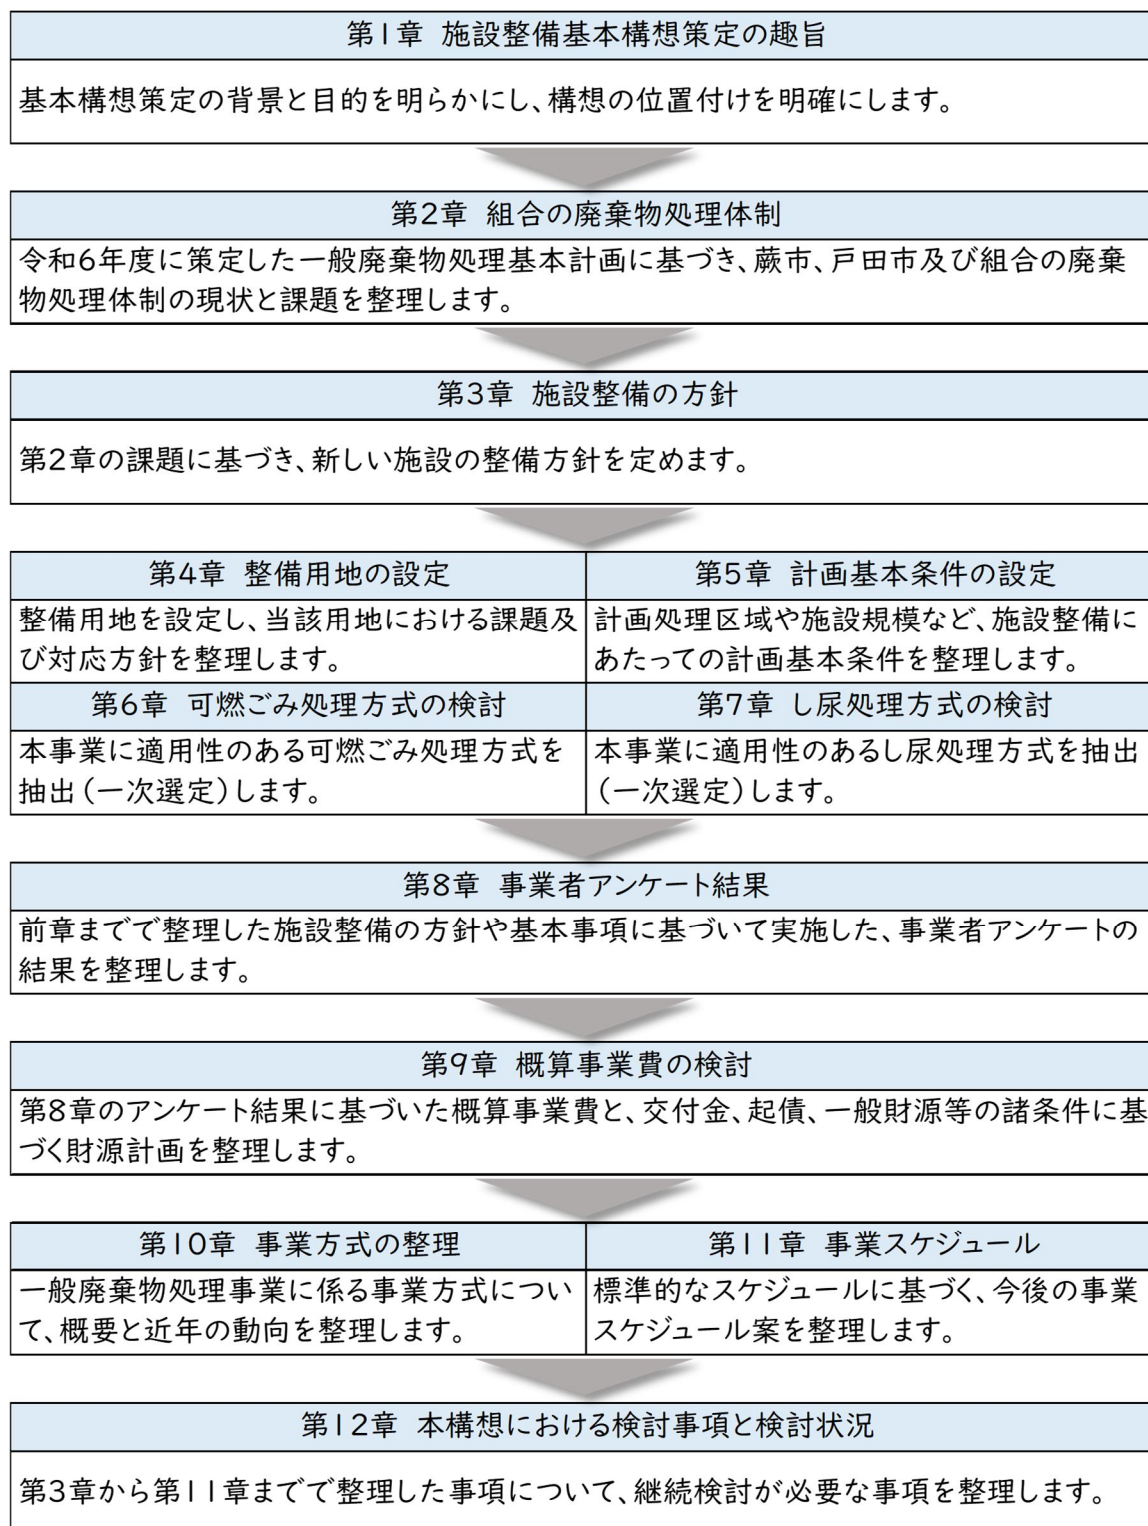 第1章 施設整備基本構想策定の趣旨
基本構想策定の背景と目的を明らかにし、構想の位置付けを明確にします。
第2章 組合の廃棄物処理体制
令和6年度に策定した一般廃棄物処理基本計画に基づき、蕨市、戸田市及び組合の廃棄
物処理体制の現状と課題を整理します。
第3章 施設整備の方針
第2章の課題に基づき、新しい施設の整備方針を定めます。
第4章 整備用地の設定
整備用地を設定し、当該用地における課題及
び対応方針を整理します。
第5章 計画基本条件の設定
計画処理区域や施設規模など、施設整備に
あたっての計画基本条件を整理します。
第6章 可燃ごみ処理方式の検討
本事業に適用性のある可燃ごみ処理方式を
抽出（一次選定）します。
第7章 し尿処理方式の検討
本事業に適用性のあるし尿処理方式を抽出
（一次選定）します。
第8章 事業者アンケート結果
前章までで整理した施設整備の方針や基本事項に基づいて実施した、事業者アンケートの
結果を整理します。
第9章 概算事業費の検討
第8章のアンケート結果に基づいた概算事業費と、交付金、起債、一般財源等の諸条件に基
づく財源計画を整理します。
第10章 事業方式の整理
一般廃棄物処理事業に係る事業方式につい
て、概要と近年の動向を整理します。
第11章 事業スケジュール
標準的なスケジュールに基づく、今後の事業
スケジュール案を整理します。
第12章 本構想における検討事項と検討状況
第3章から第11章までで整理した事項について、継続検討が必要な事項を整理します。